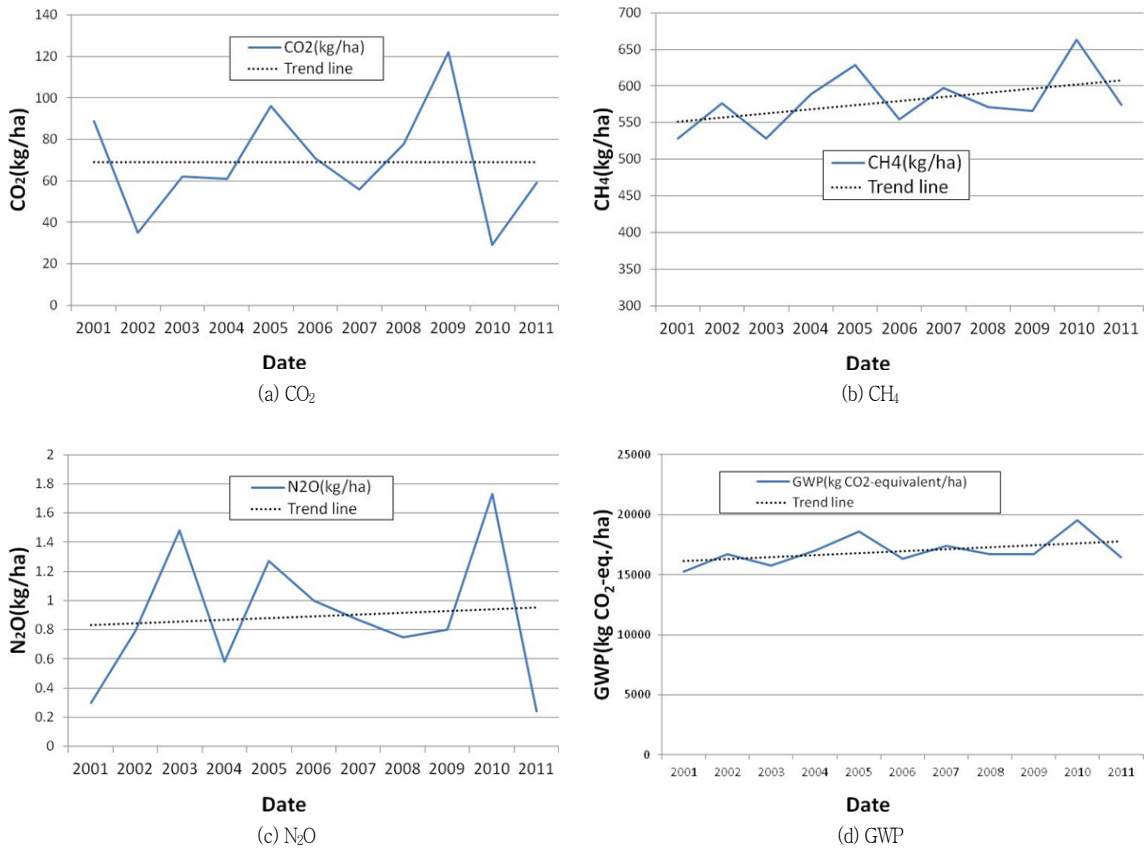 140
120
100
80
60
40
20
0
CO₂(kg/ha)
CO2(kg/ha)
Trend line
2001 2002 2003 2004 2005 2006 2007 2008 2009 2010 2011
Date
(a) CO₂
700
650
600
550
500
450
400
350
300
CH₄(kg/ha)
CH4(kg/ha)
Trend line
2001 2002 2003 2004 2005 2006 2007 2008 2009 2010 2011
Date
(b) CH₄
2
1.8
1.6
1.4
1.2
1
0.8
0.6
0.4
0.2
0
N₂O(kg/ha)
N2O(kg/ha)
Trend line
2001 2002 2003 2004 2005 2006 2007 2008 2009 2010 2011
Date
(c) N₂O
25000
20000
15000
10000
5000
0
GWP(kg CO₂-eq./ha)
GWP(kg CO2-equivalent/ha)
Trend line
2001 2002 2003 2004 2005 2006 2007 2008 2009 2010 2011
Date
(d) GWP